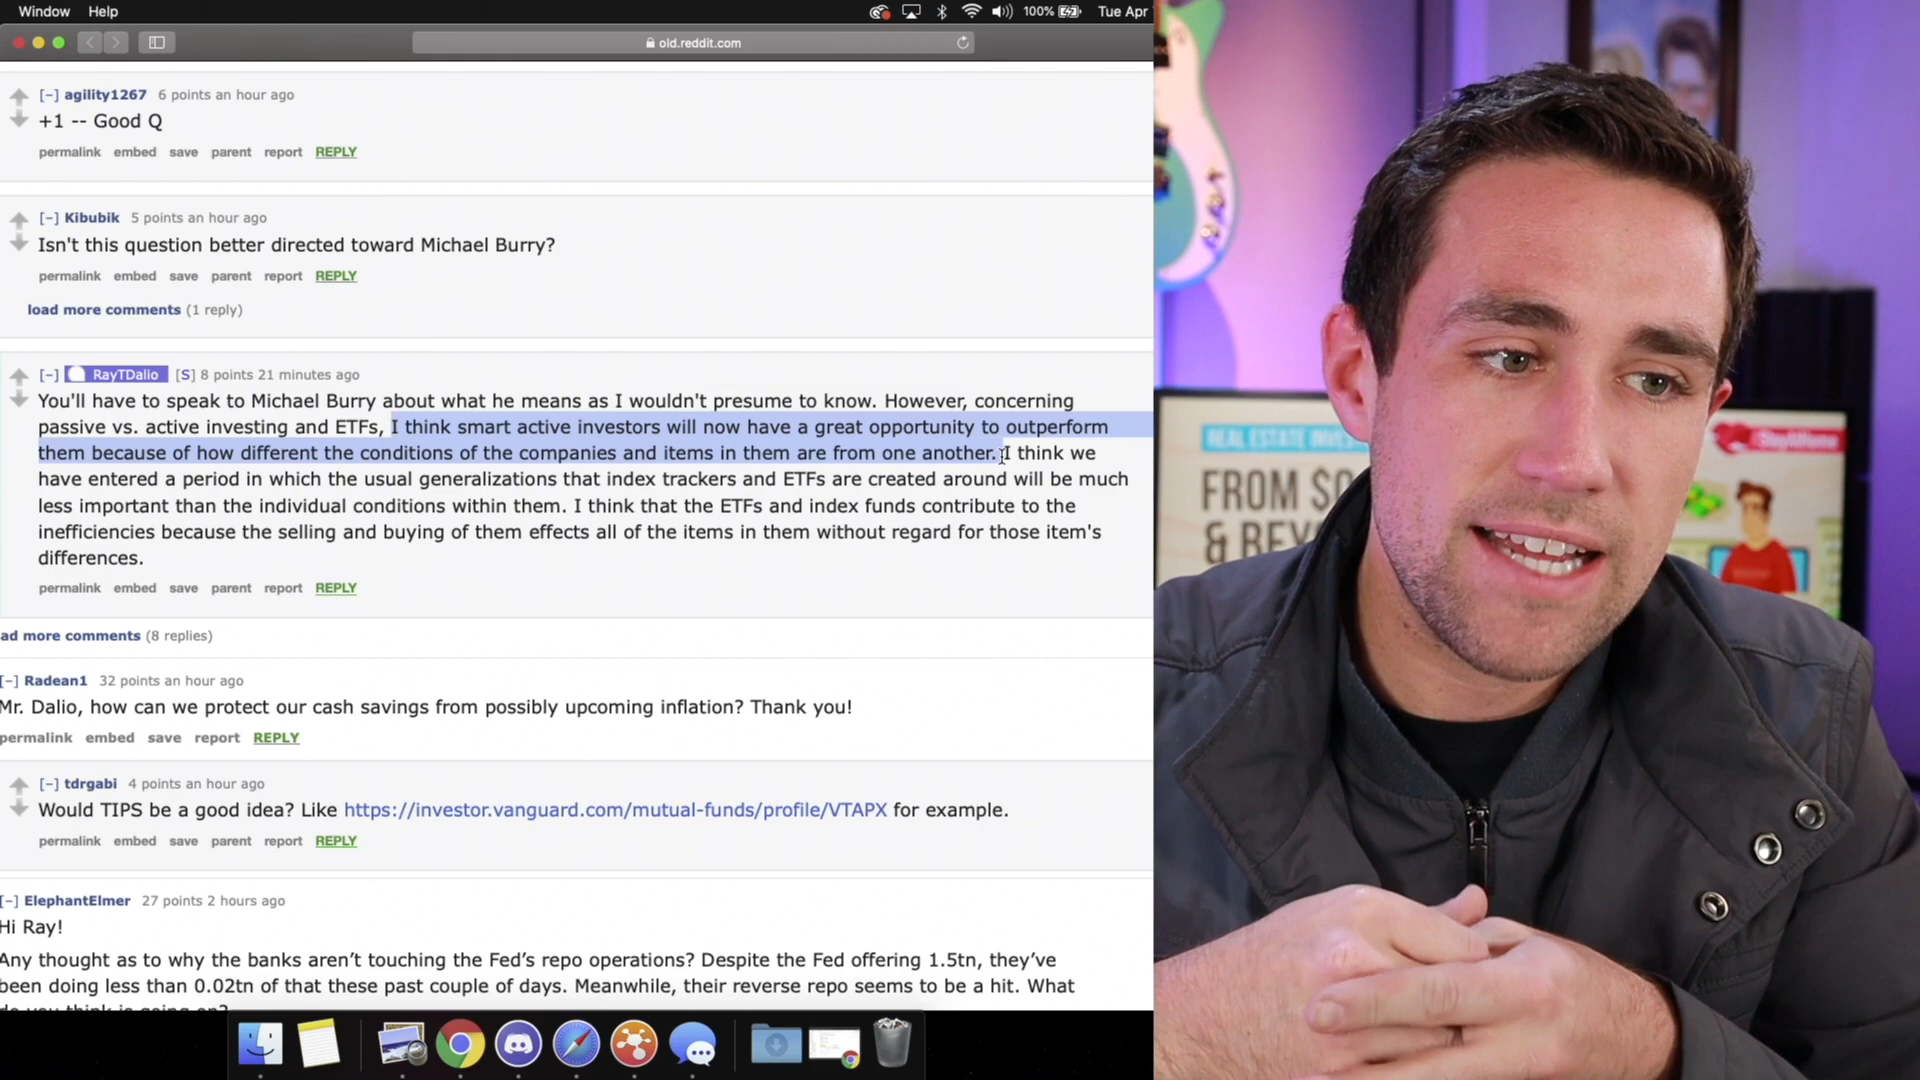 Window Help 100% Tue Apr
old.reddit.com
[–] agility1267 6 points an hour ago
+1 -- Good Q
permalink embed save parent report REPLY
[–] Kibubik 5 points an hour ago
Isn't this question better directed toward Michael Burry?
permalink embed save parent report REPLY
load more comments (1 reply)
[–] RayTDalio [S] 8 points 21 minutes ago
You'll have to speak to Michael Burry about what he means as I wouldn't presume to know. However, concerning
passive vs. active investing and ETFs, I think smart active investors will now have a great opportunity to outperform
them because of how different the conditions of the companies and items in them are from one another. I think we
have entered a period in which the usual generalizations that index trackers and ETFs are created around will be much
less important than the individual conditions within them. I think that the ETFs and index funds contribute to the
inefficiencies because the selling and buying of them effects all of the items in them without regard for those item's
differences.
permalink embed save parent report REPLY
ad more comments (8 replies)
[–] Radean1 32 points an hour ago
Mr. Dalio, how can we protect our cash savings from possibly upcoming inflation? Thank you!
permalink embed save report REPLY
[–] tdrgabi 4 points an hour ago
Would TIPS be a good idea? Like https://investor.vanguard.com/mutual-funds/profile/VTAPX for example.
permalink embed save parent report REPLY
[–] ElephantElmer 27 points 2 hours ago
Hi Ray!
Any thought as to why the banks aren't touching the Fed's repo operations? Despite the Fed offering 1.5tn, they've
been doing less than 0.02tn of that these past couple of days. Meanwhile, their reverse repo seems to be a hit. What
do you think is going on?
REAL ESTATE INVES
FROM $0
& BEY